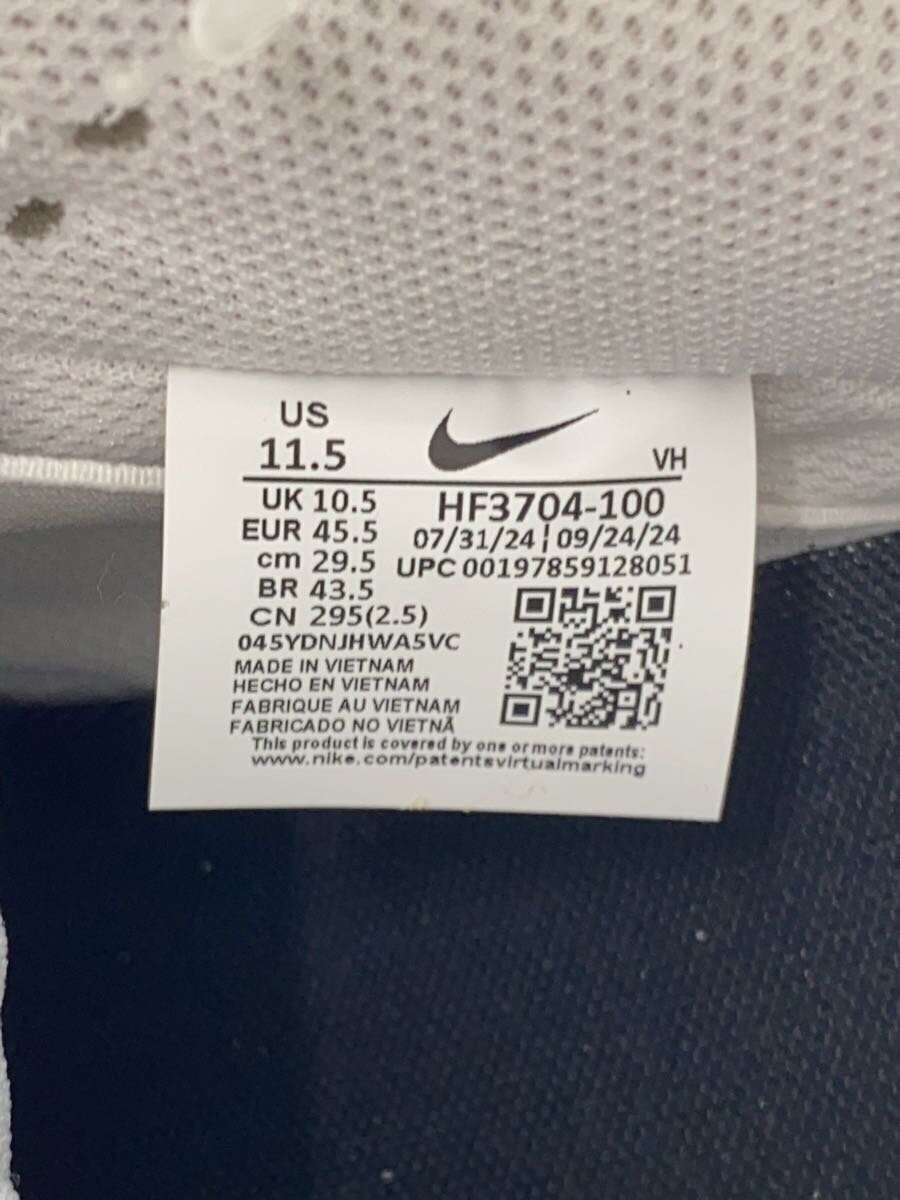 US
11.5
VH
UK 10.5
EUR 45.5
cm 29.5
BR 43.5
CN 295(2.5)
HF3704-100
07/31/24 ¦ 09/24/24
UPC 00197859128051
045YDNJHWA5VC
MADE IN VIETNAM
HECHO EN VIETNAM
FABRIQUE AU VIETNAM
FABRICADO NO VIETNÃ
This product is covered by one or more patents:
www.nike.com/patentsvirtualmarking